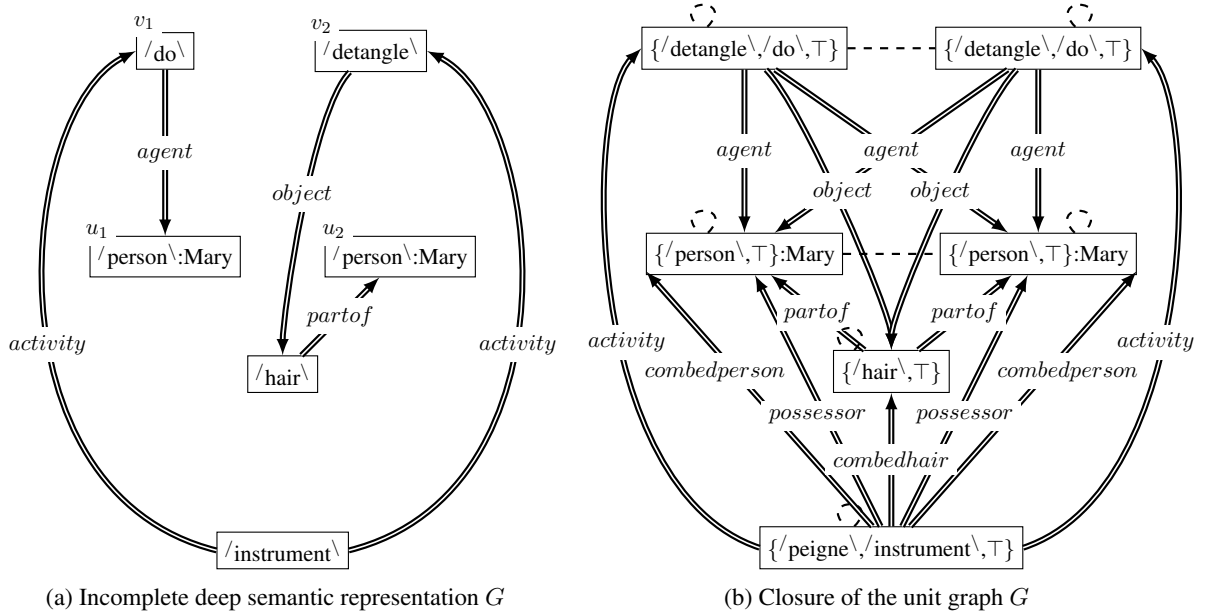 v1
v2
/do\
/detangle\
{/detangle\,/do\,⊤}
{/detangle\,/do\,⊤}
agent
agent
agent
agent
object
object
object
u1
u2
/person\:Mary
/person\:Mary
{/person\,⊤}:Mary
{/person\,⊤}:Mary
partof
partof
partof
activity
activity
activity
activity
/hair\
{/hair\,⊤}
combedperson
combedperson
possessor
possessor
combedhair
/instrument\
{/peigne\,/instrument\,⊤}
(a) Incomplete deep semantic representation G
(b) Closure of the unit graph G